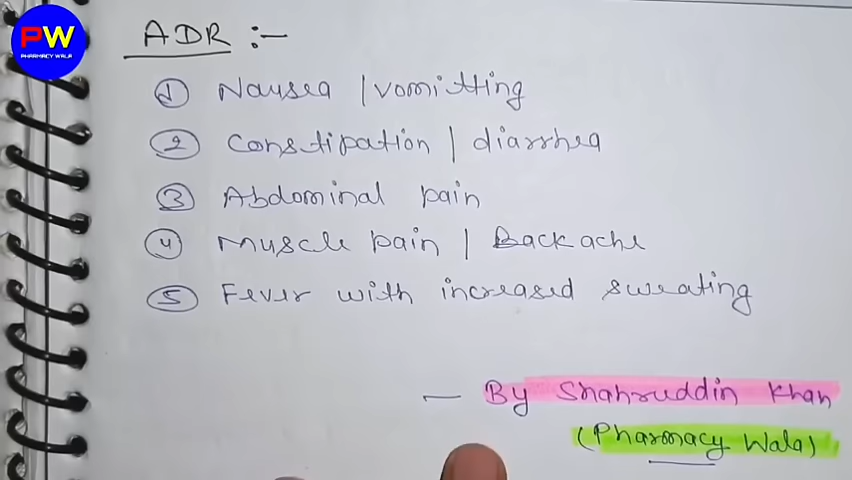 PW
PHARMACY WALA
ADR :-
① Nausea | vomitting
② Constipation | diarrhea
③ Abdominal pain
④ Muscle pain | Backache
⑤ Fever with increased sweating
— By Shahruddin Khan
(Pharmacy Wala)